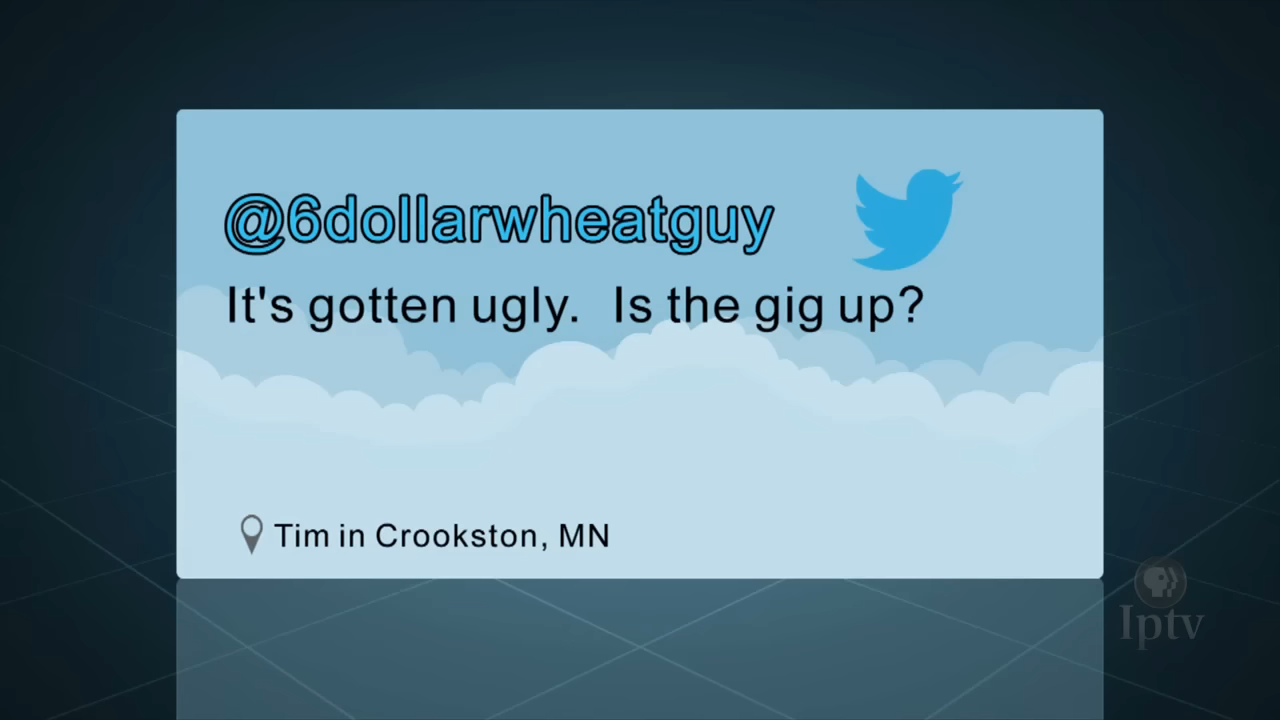 @6dollarwheatguy
It's gotten ugly.  Is the gig up?
Tim in Crookston, MN
Iptv